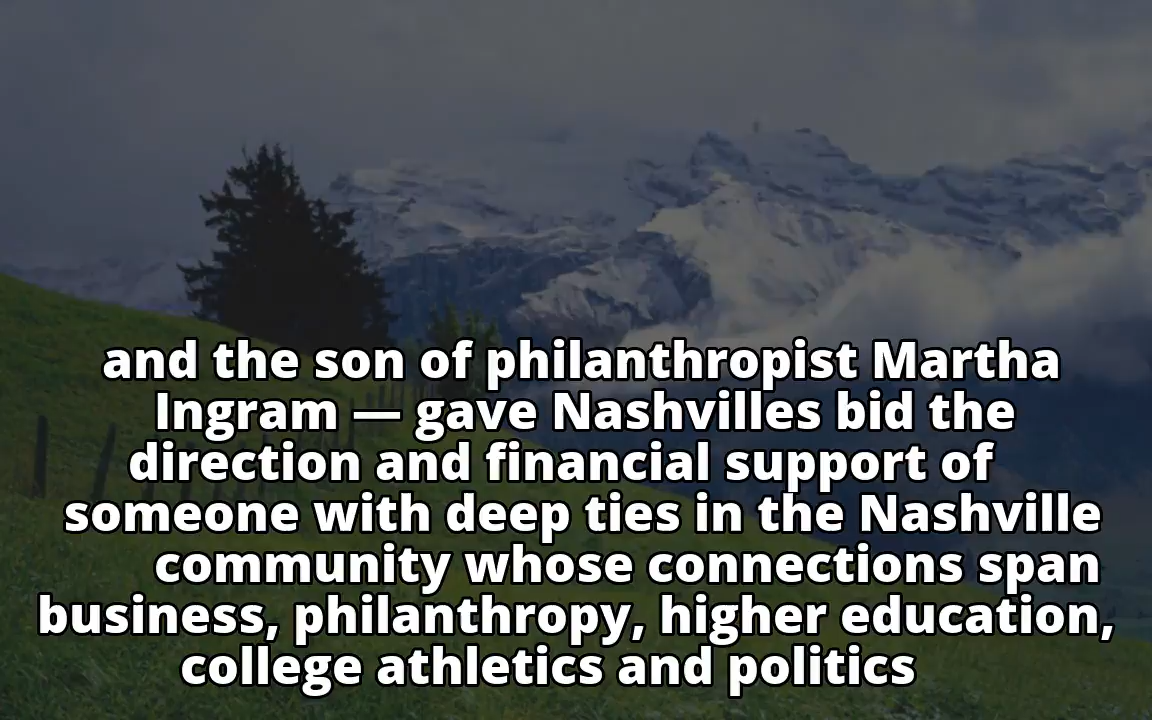 and the son of philanthropist Martha
Ingram — gave Nashvilles bid the
direction and financial support of
someone with deep ties in the Nashville
community whose connections span
business, philanthropy, higher education,
college athletics and politics